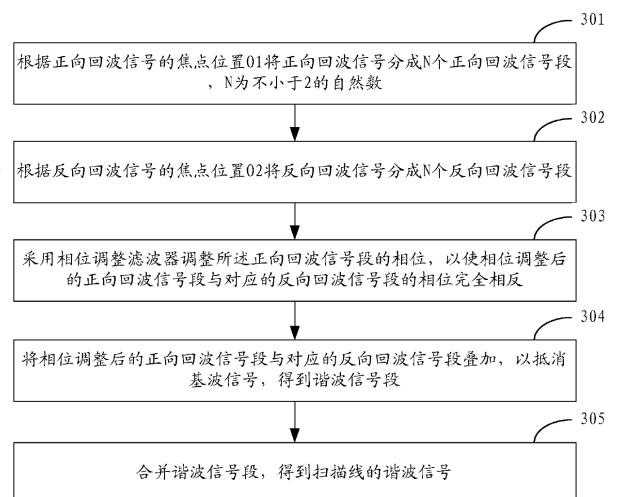 301
根据正向回波信号的焦点位置O1将正向回波信号分成N个正向回波信号段
，N为不小于2的自然数
302
根据反向回波信号的焦点位置O2将反向回波信号分成N个反向回波信号段
303
采用相位调整滤波器调整所述正向回波信号段的相位，以使相位调整后
的正向回波信号段与对应的反向回波信号段的相位完全相反
304
将相位调整后的正向回波信号段与对应的反向回波信号段叠加，以抵消
基波信号，得到谐波信号段
305
合并谐波信号段，得到扫描线的谐波信号